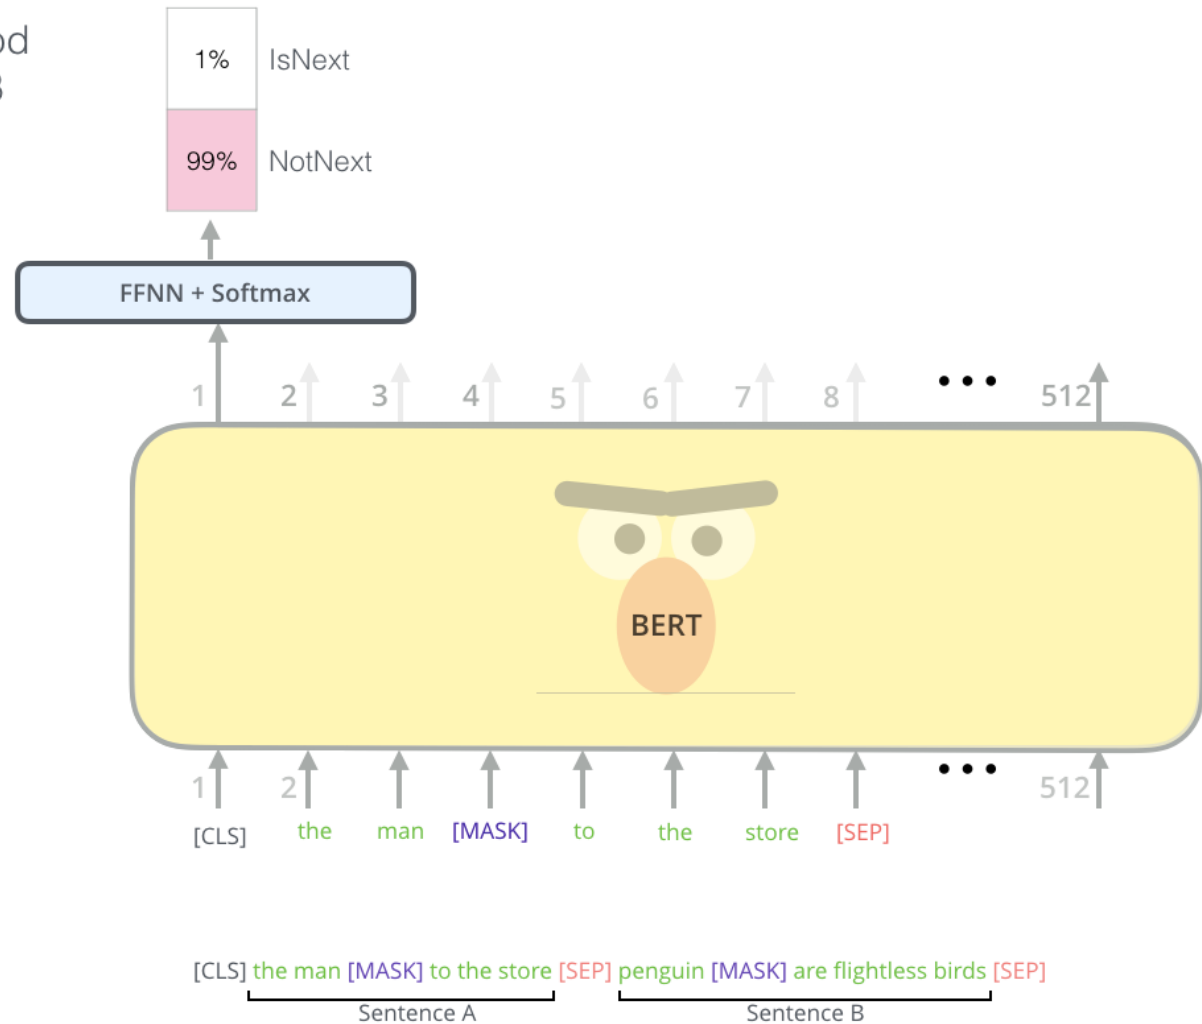 1% IsNext
99% NotNext
FFNN + Softmax
1 2 3 4 5 6 7 8 ••• 512
BERT
1 2 ••• 512
[CLS] the man [MASK] to the store [SEP]
[CLS] the man [MASK] to the store [SEP] penguin [MASK] are flightless birds [SEP]
Sentence A Sentence B